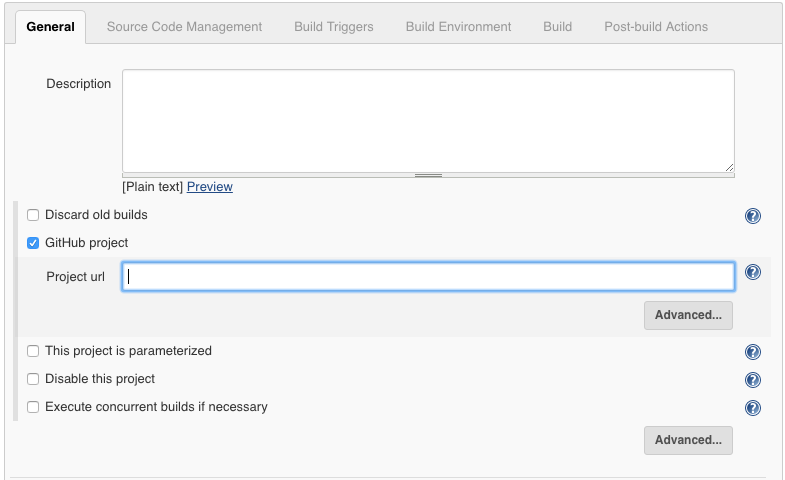 General Source Code Management Build Triggers Build Environment Build Post-build Actions
Description
[Plain text] Preview
Discard old builds ?
GitHub project
Project url ?
Advanced...
This project is parameterized ?
Disable this project ?
Execute concurrent builds if necessary ?
Advanced...